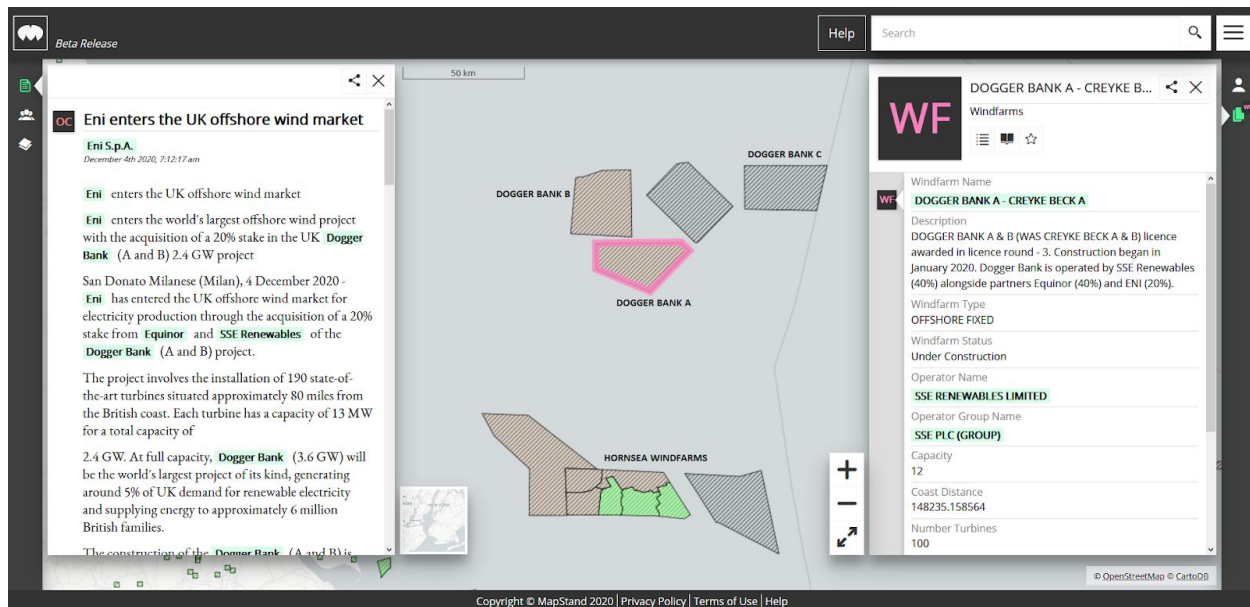 Beta Release
Help
Search
50 km
OC
Eni enters the UK offshore wind market
Eni S.p.A.
December 4th 2020, 7:12:17 am
Eni enters the UK offshore wind market
Eni enters the world's largest offshore wind project
with the acquisition of a 20% stake in the UK Dogger
Bank (A and B) 2.4 GW project
San Donato Milanese (Milan), 4 December 2020 -
Eni has entered the UK offshore wind market for
electricity production through the acquisition of a 20%
stake from Equinor and SSE Renewables of the
Dogger Bank (A and B) project.
The project involves the installation of 190 state-of-
the-art turbines situated approximately 80 miles from
the British coast. Each turbine has a capacity of 13 MW
for a total capacity of
2.4 GW. At full capacity, Dogger Bank (3.6 GW) will
be the world's largest project of its kind, generating
around 5% of UK demand for renewable electricity
and supplying energy to approximately 6 million
British families.
The construction of the Dogger Bank (A and B) is
DOGGER BANK C
DOGGER BANK B
DOGGER BANK A
HORNSEA WINDFARMS
WF
DOGGER BANK A - CREYKE B...
Windfarms
WF
Windfarm Name
DOGGER BANK A - CREYKE BECK A
Description
DOGGER BANK A & B (WAS CREYKE BECK A & B) licence
awarded in licence round - 3. Construction began in
January 2020. Dogger Bank is operated by SSE Renewables
(40%) alongside partners Equinor (40%) and ENI (20%).
Windfarm Type
OFFSHORE FIXED
Windfarm Status
Under Construction
Operator Name
SSE RENEWABLES LIMITED
Operator Group Name
SSE PLC (GROUP)
Capacity
12
Coast Distance
148235.158564
Number Turbines
100
© OpenStreetMap © CartoDB
Copyright © MapStand 2020 | Privacy Policy | Terms of Use | Help